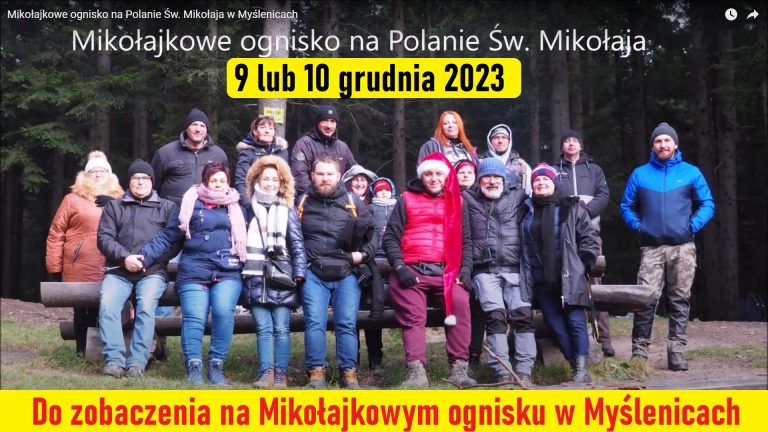 Mikołajkowe ognisko na Polanie Św. Mikołaja w Myślenicach
Mikołajkowe ognisko na Polanie Św. Mikołaja
9 lub 10 grudnia 2023
Do zobaczenia na Mikołajkowym ognisku w Myślenicach